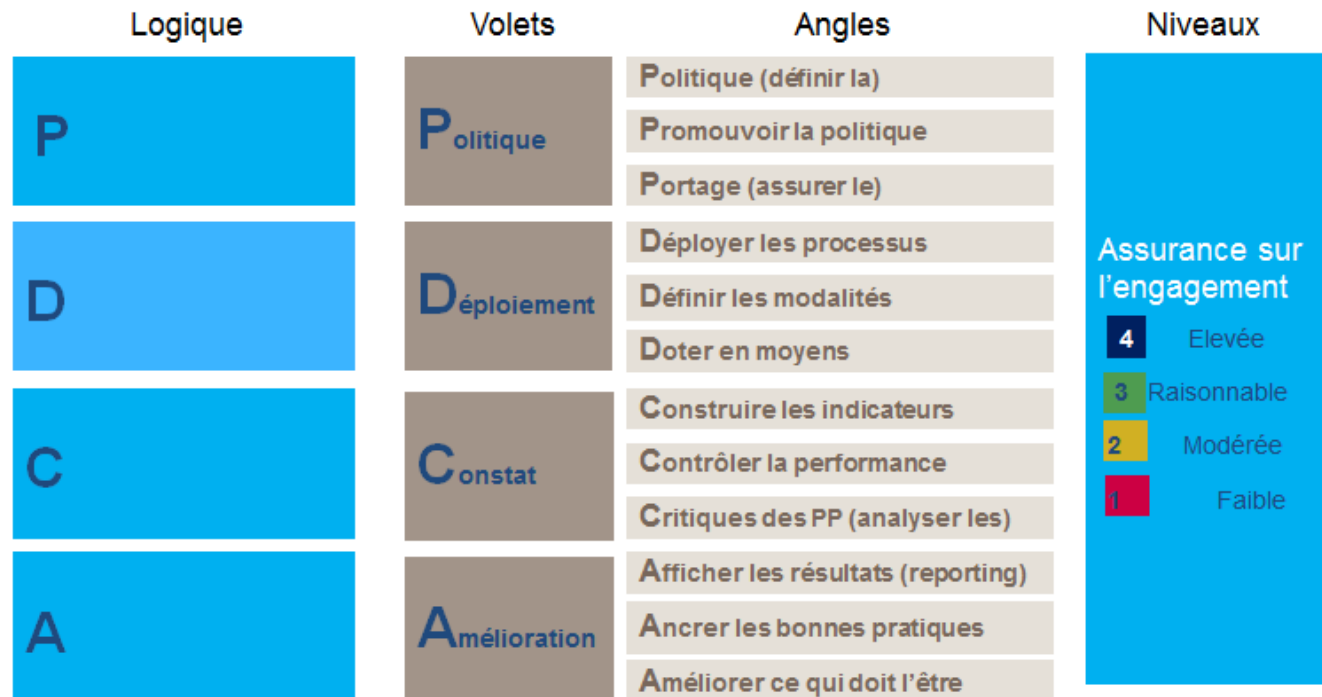 Logique
Volets
Angles
Niveaux
P
Politique
Politique (définir la)
Promouvoir la politique
Portage (assurer le)
D
Déploiement
Déployer les processus
Définir les modalités
Doter en moyens
C
Constat
Construire les indicateurs
Contrôler la performance
Critiques des PP (analyser les)
A
Amélioration
Afficher les résultats (reporting)
Ancrer les bonnes pratiques
Améliorer ce qui doit l'être
Assurance sur
l'engagement
4 Elevée
3 Raisonnable
2 Modérée
1 Faible